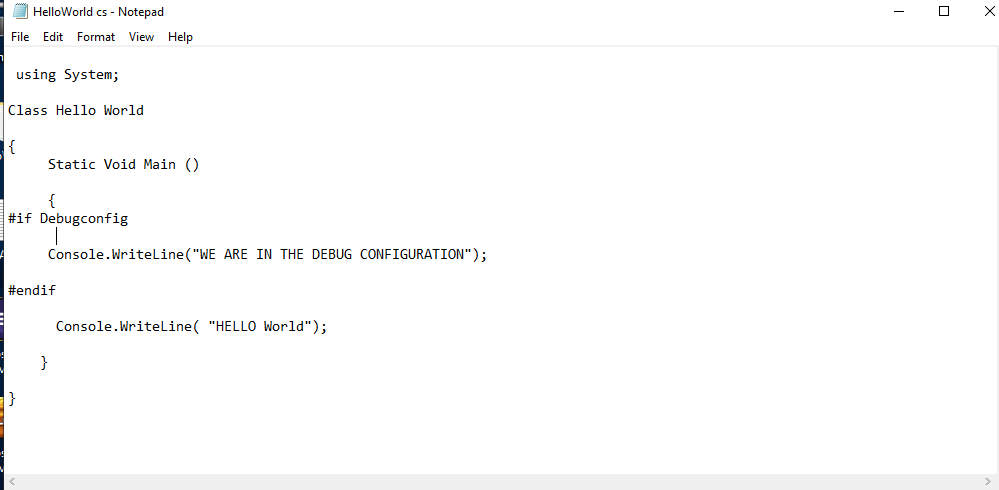 HelloWorld cs - Notepad
File Edit Format View Help
using System;
Class Hello World
{
Static Void Main ()
{
#if Debugconfig
Console.WriteLine("WE ARE IN THE DEBUG CONFIGURATION");
#endif
Console.WriteLine( "HELLO World");
}
}